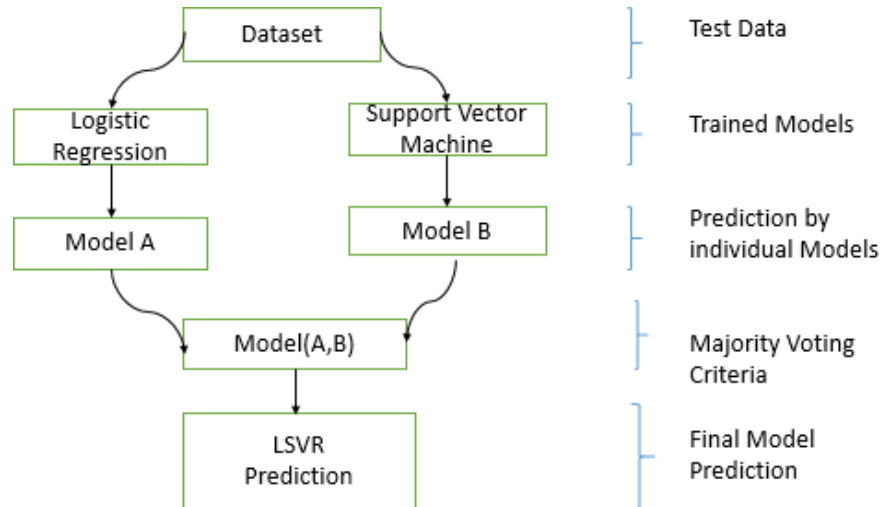 Dataset
Test Data
Logistic
Regression
Support Vector
Machine
Trained Models
Model A
Model B
Prediction by
individual Models
Model(A,B)
Majority Voting
Criteria
LSVR
Prediction
Final Model
Prediction